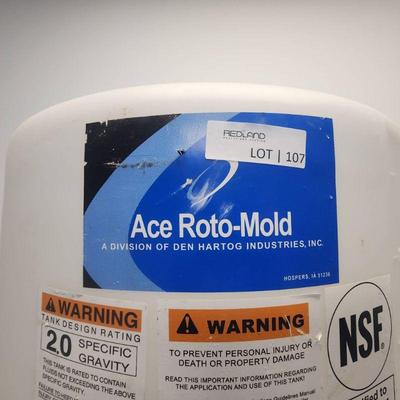 REDLAND
LOT | 107
Ace Roto-Mold
A DIVISION OF DEN HARTOG INDUSTRIES, INC.
HOSPERS, IA 51238
WARNING
TANK DESIGN RATING
2.0 SPECIFIC GRAVITY
THIS TANK IS RATED TO CONTAIN
FLUIDS NOT EXCEEDING THE ABOVE
SPECIFIC GRAVITY.
WARNING
TO PREVENT PERSONAL INJURY OR
DEATH OR PROPERTY DAMAGE
READ THIS IMPORTANT INFORMATION REGARDING
THE APPLICATION AND USE OF THIS TANK!
Guidelines Manual
NSF